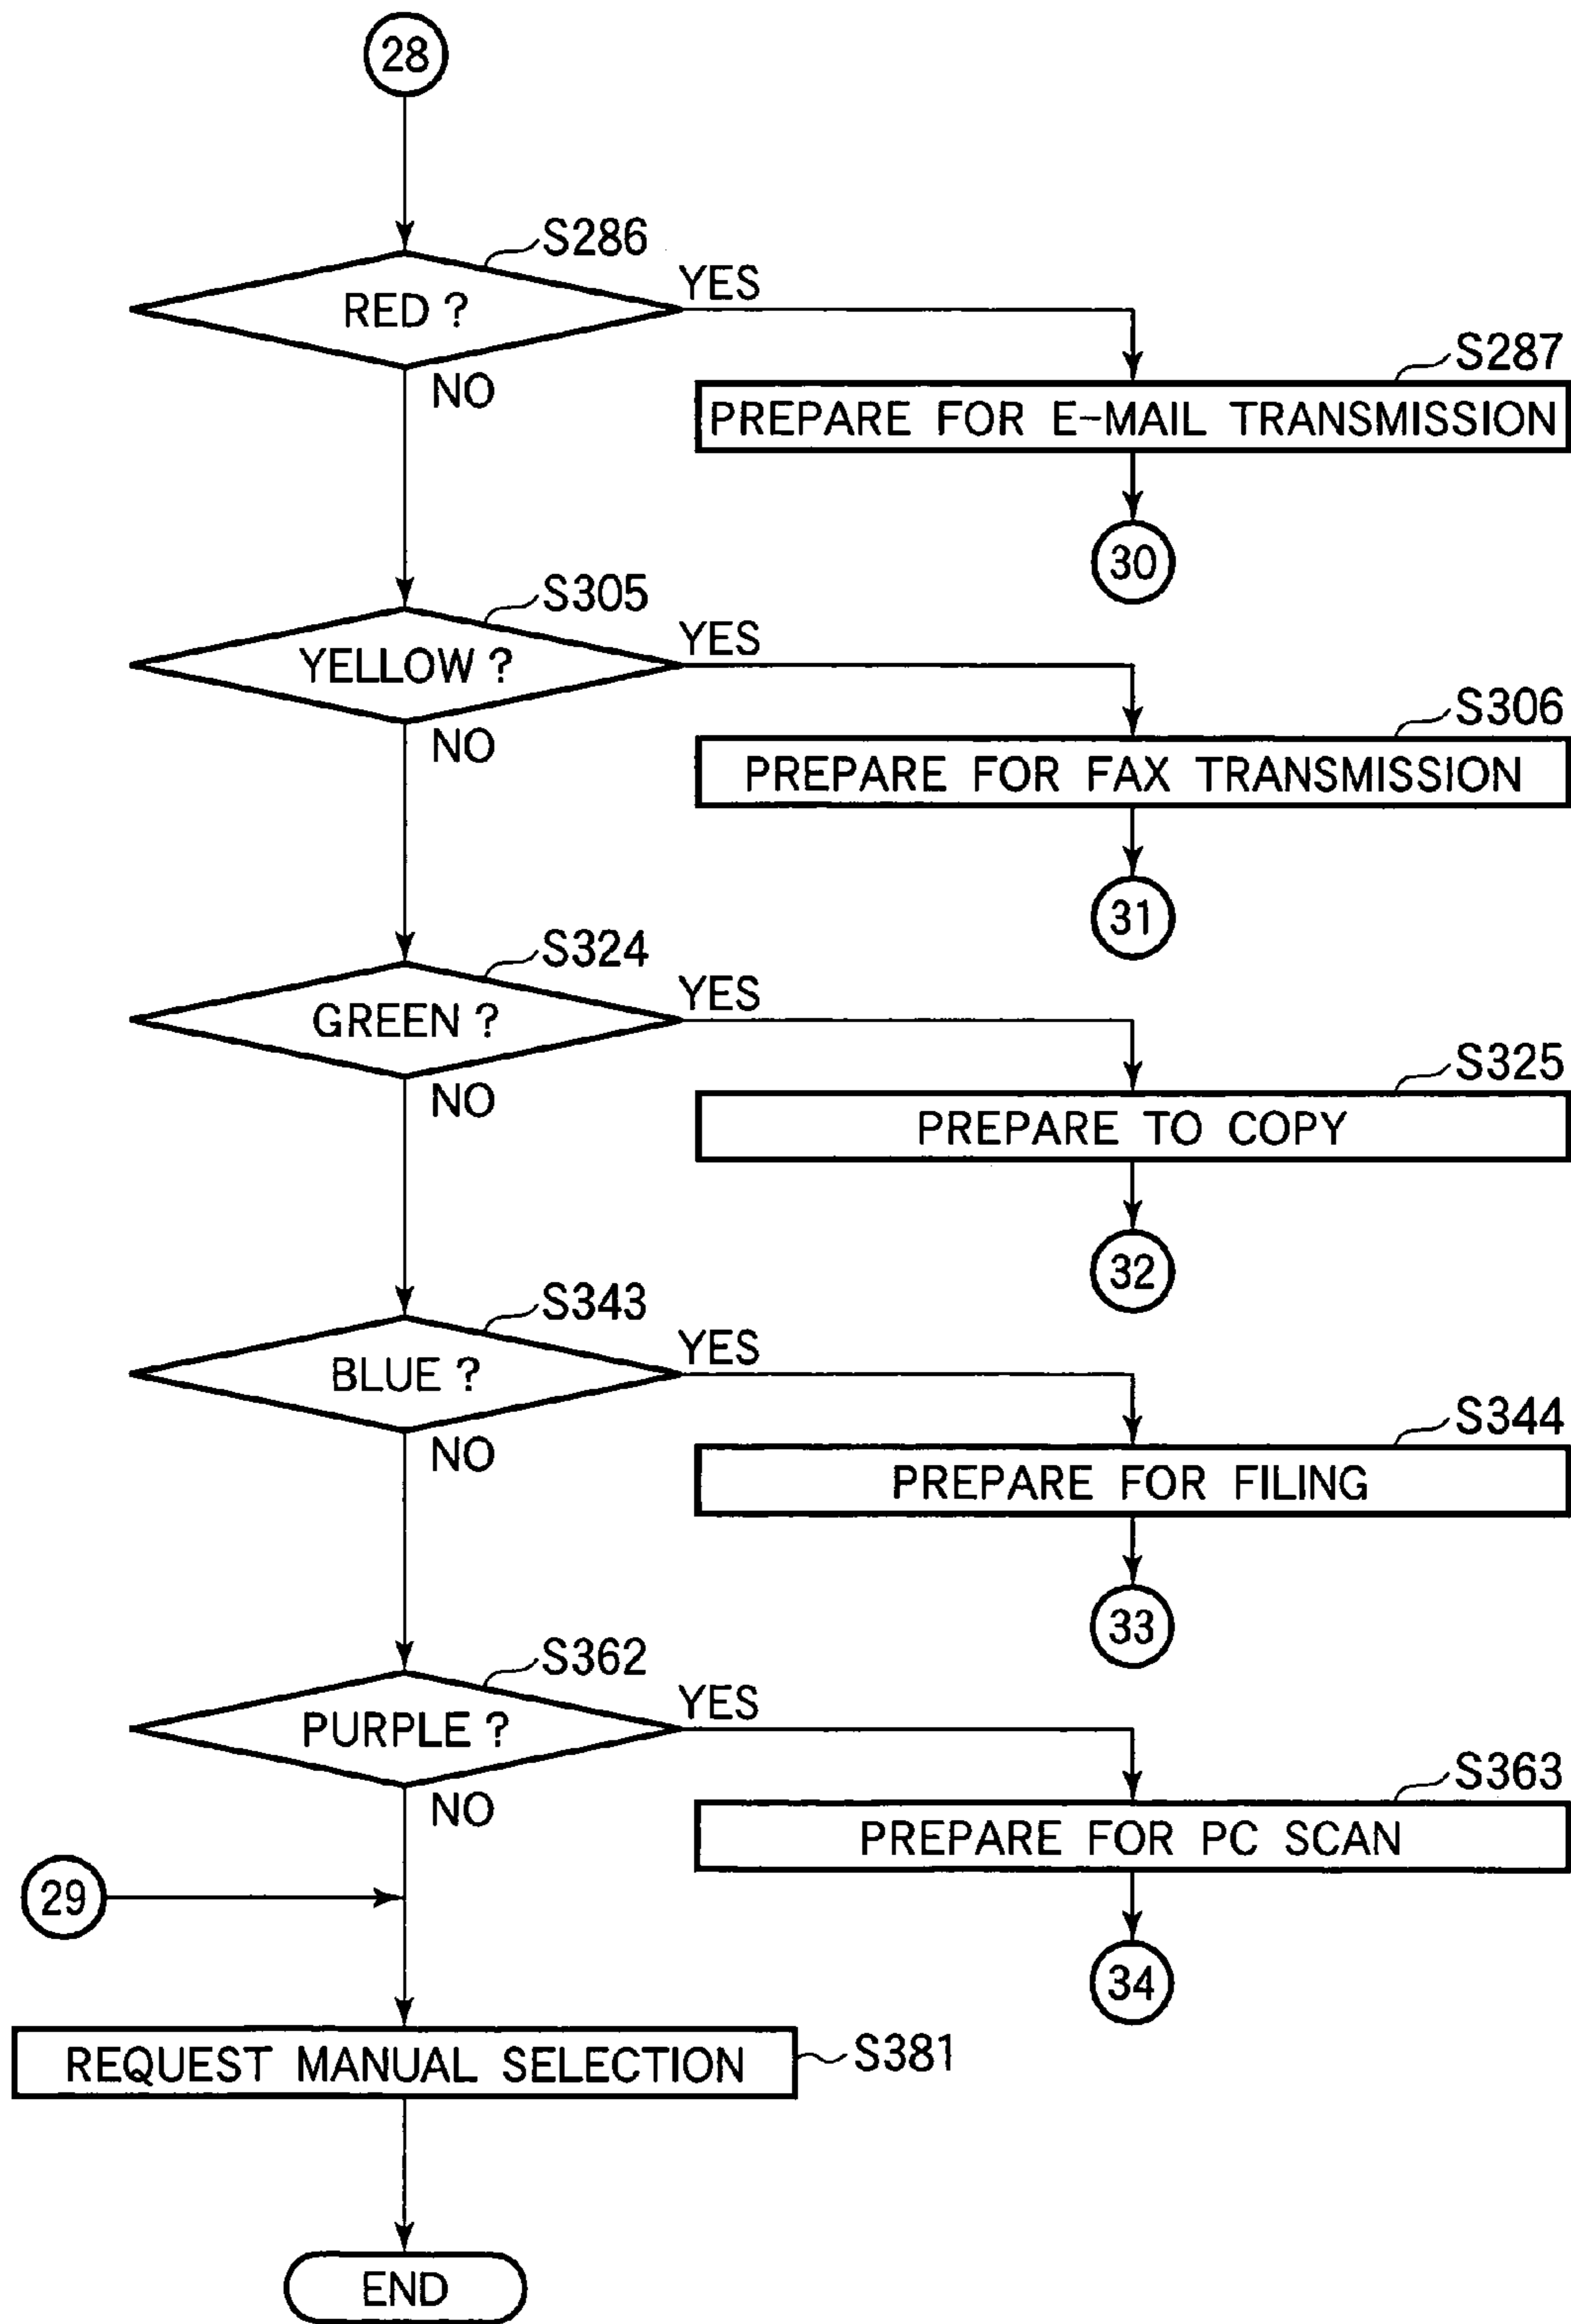 28
S286
RED ?
YES
NO
S287
PREPARE FOR E-MAIL TRANSMISSION
30
S305
YELLOW ?
YES
NO
S306
PREPARE FOR FAX TRANSMISSION
31
S324
GREEN ?
YES
NO
S325
PREPARE TO COPY
32
S343
BLUE ?
YES
NO
S344
PREPARE FOR FILING
33
S362
PURPLE ?
YES
NO
S363
PREPARE FOR PC SCAN
34
29
REQUEST MANUAL SELECTION
S381
END